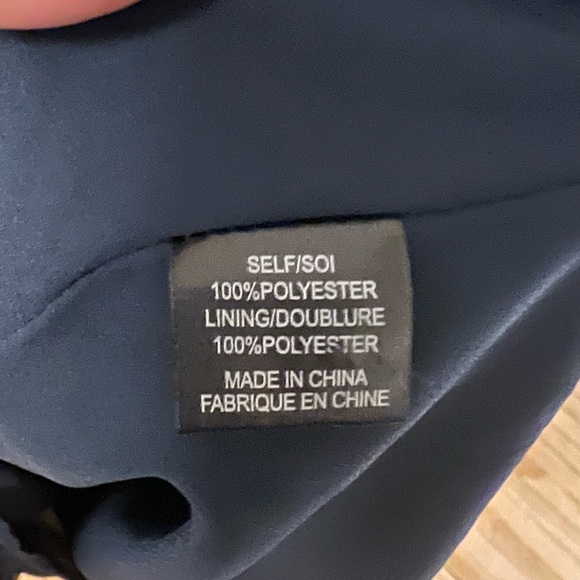 SELF/SOI
100%POLYESTER
LINING/DOUBLURE
100%POLYESTER
MADE IN CHINA
FABRIQUE EN CHINE